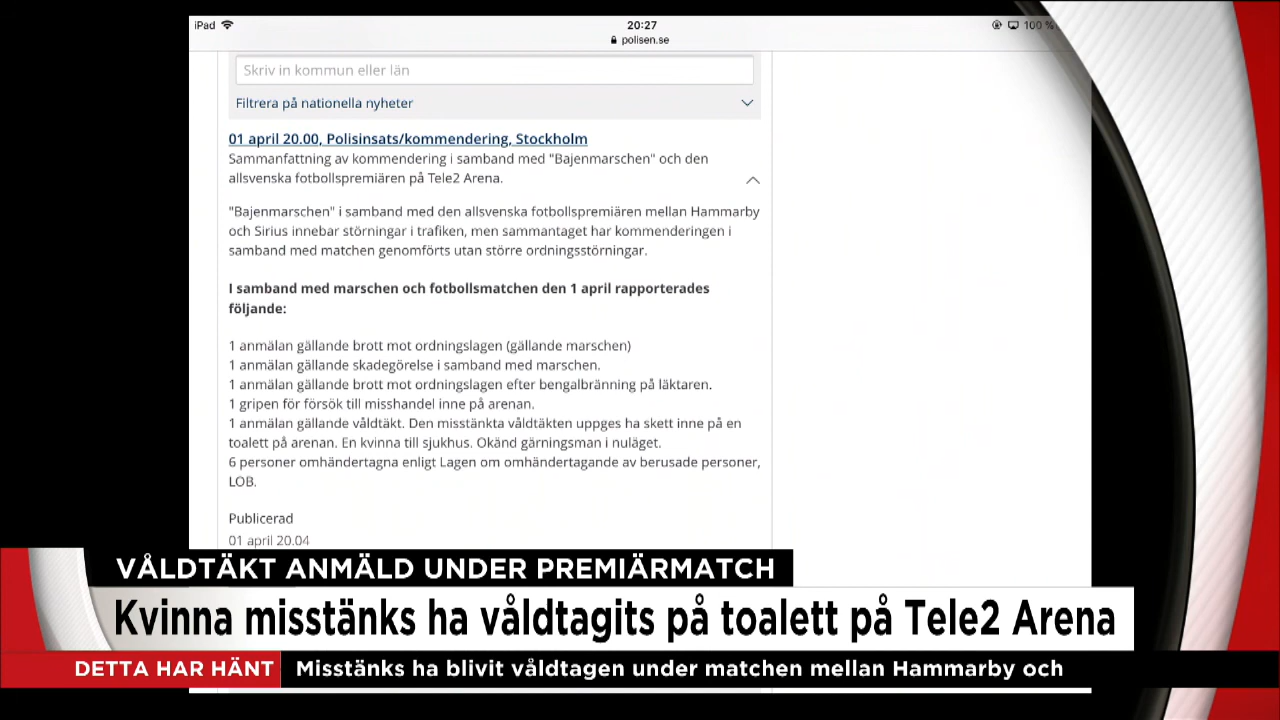 iPad
20:27
100 %
polisen.se
Skriv in kommun eller län
Filtrera på nationella nyheter
01 april 20.00, Polisinsats/kommendering, Stockholm
Sammanfattning av kommendering i samband med "Bajenmarschen" och den
allsvenska fotbollspremiären på Tele2 Arena.
"Bajenmarschen" i samband med den allsvenska fotbollspremiären mellan Hammarby
och Sirius innebar störningar i trafiken, men sammantaget har kommenderingen i
samband med matchen genomförts utan större ordningsstörningar.
I samband med marschen och fotbollsmatchen den 1 april rapporterades
följande:
1 anmälan gällande brott mot ordningslagen (gällande marschen)
1 anmälan gällande skadegörelse i samband med marschen.
1 anmälan gällande brott mot ordningslagen efter bengalbränning på läktaren.
1 gripen för försök till misshandel inne på arenan.
1 anmälan gällande våldtäkt. Den misstänkta våldtäkten uppges ha skett inne på en
toalett på arenan. En kvinna till sjukhus. Okänd gärningsman i nuläget.
6 personer omhändertagna enligt Lagen om omhändertagande av berusade personer,
LOB.
Publicerad
01 april 20.04
VÅLDTÄKT ANMÄLD UNDER PREMIÄRMATCH
Kvinna misstänks ha våldtagits på toalett på Tele2 Arena
DETTA HAR HÄNT Misstänks ha blivit våldtagen under matchen mellan Hammarby och